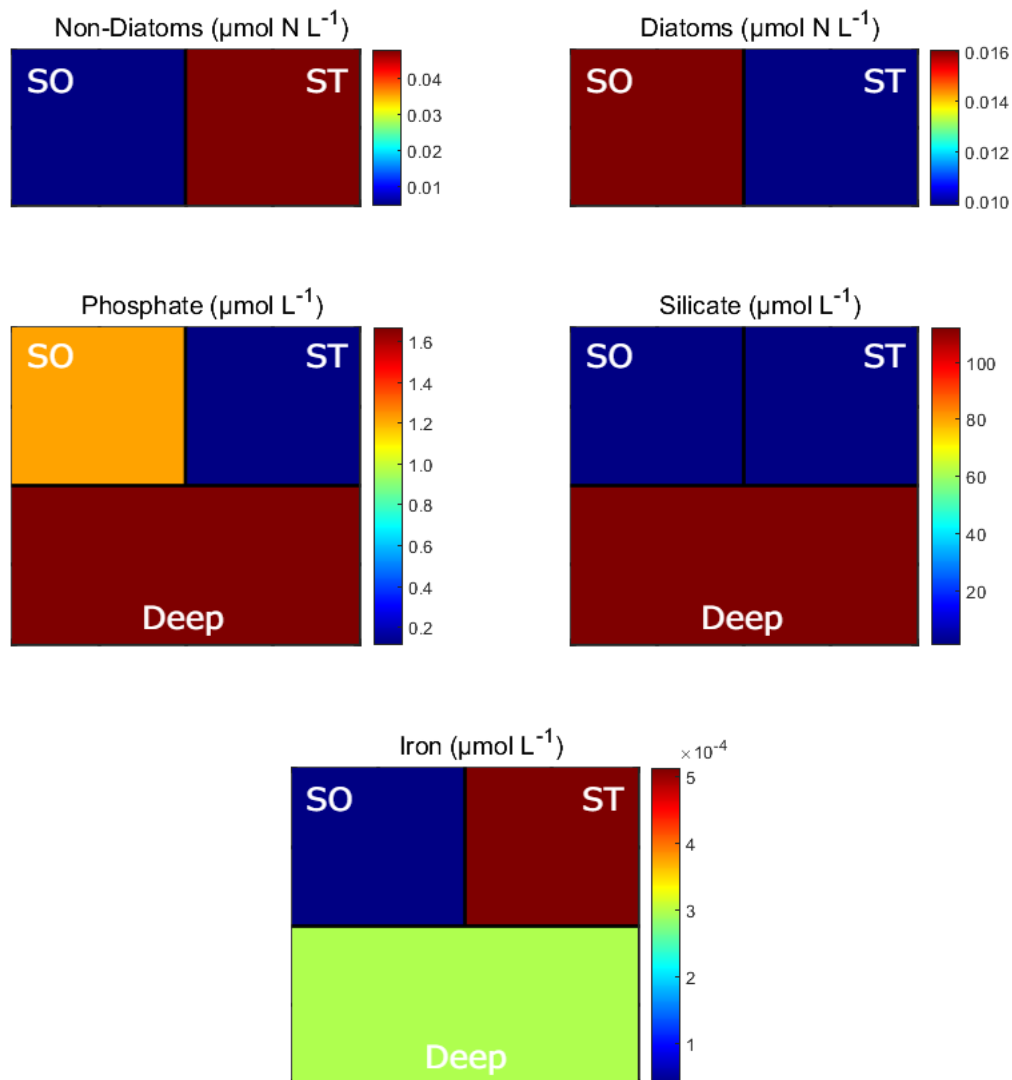 Non-Diatoms (µmol N L⁻¹)
SO
ST
0.04
0.03
0.02
0.01
Diatoms (µmol N L⁻¹)
SO
ST
0.016
0.014
0.012
0.010
Phosphate (µmol L⁻¹)
SO
ST
Deep
1.6
1.4
1.2
1.0
0.8
0.6
0.4
0.2
Silicate (µmol L⁻¹)
SO
ST
Deep
100
80
60
40
20
Iron (µmol L⁻¹)
SO
ST
Deep
×10⁻⁴
5
4
3
2
1